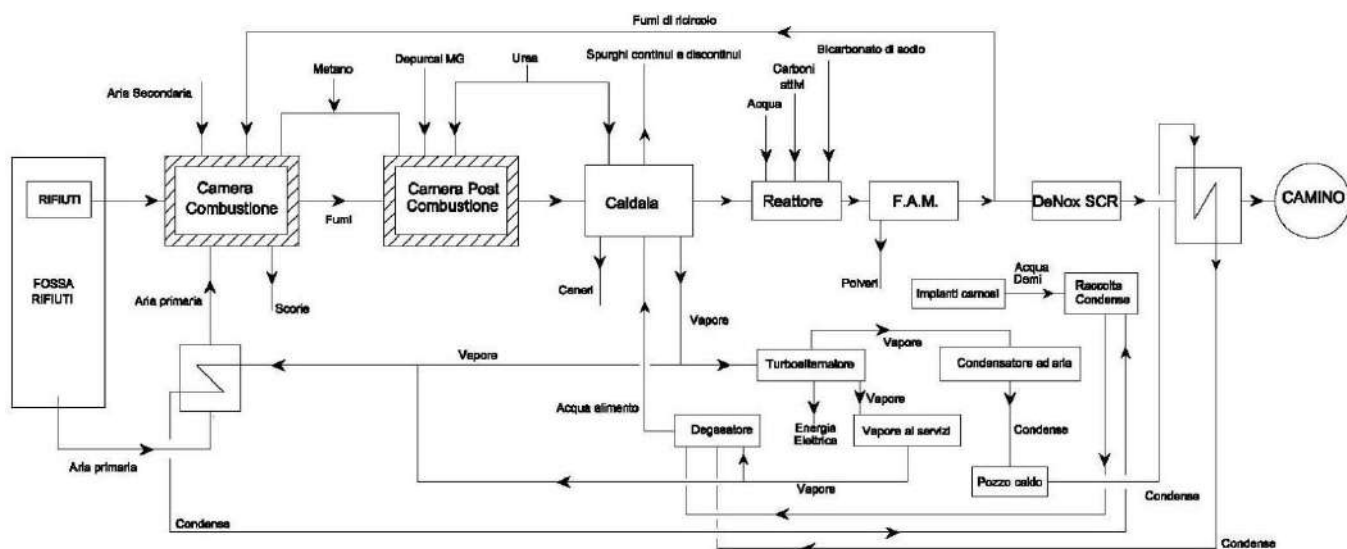 Fumi di ricircolo
Aria Secondaria
Metano
Depurcal MG
Urea
Spurghi continui e discontinui
Bicarbonato di sodio
Carboni
attivi
Acqua
RIFIUTI
FOSSA
RIFIUTI
Camera
Combustione
Fumi
Camera Post
Combustione
Caldaia
Reattore
F.A.M.
DeNox SCR
CAMINO
Aria primaria
Scorie
Ceneri
Vapore
Polveri
Impianti osmosi
Acqua
Demi
Raccolta
Condense
Vapore
Turboalternatore
Vapore
Condensatore ad aria
Acqua alimento
Degasatore
Energia
Elettrica
Vapore
Vapore ai servizi
Condense
Pozzo caldo
Aria primaria
Vapore
Condense
Condense
Condense